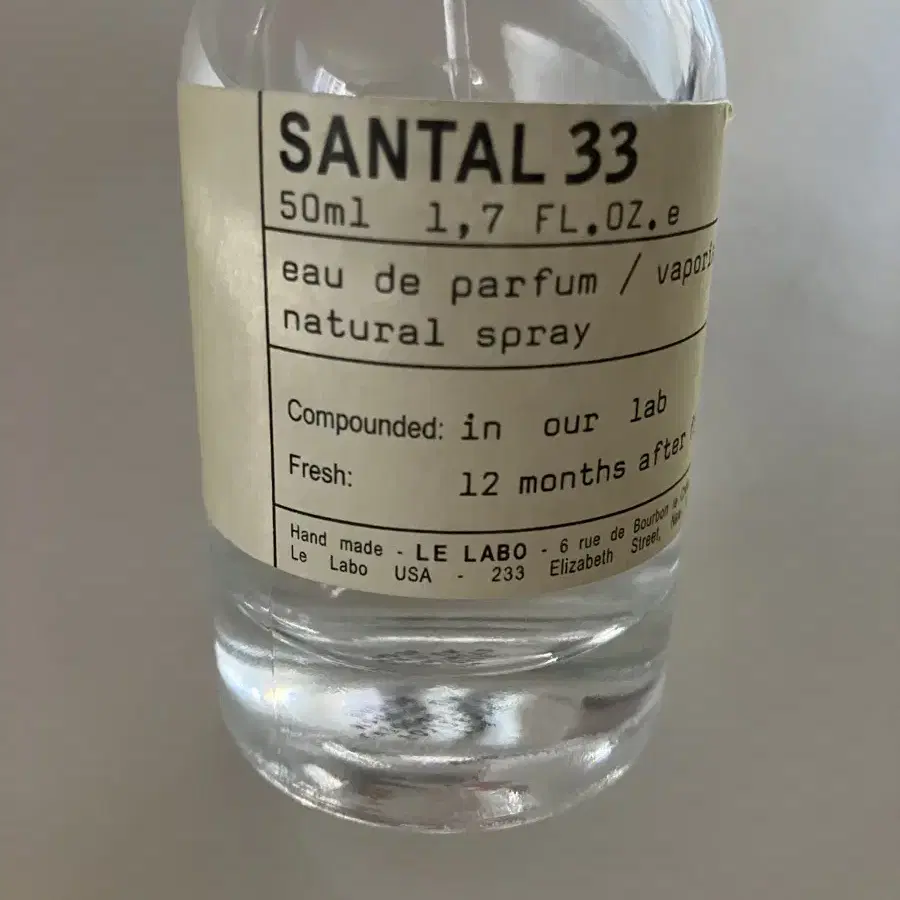 SANTAL 33
50ml 1,7 FL.OZ.e
eau de parfum /
natural spray
Compounded: in our lab
Fresh: 12 months after
Hand made - LE LABO - 6 rue de Bourbon le
Le Labo USA - 233 Elizabeth Street,